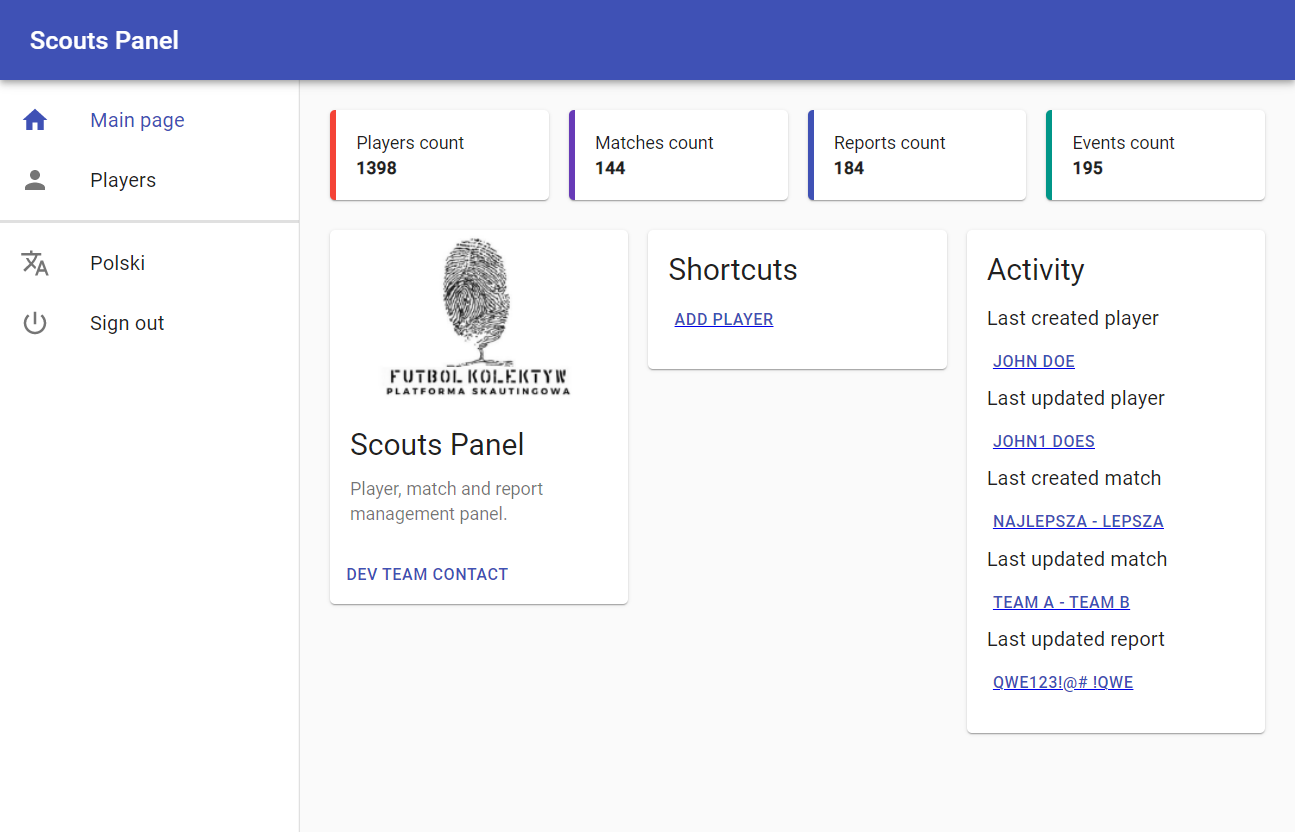 Scouts Panel
Main page
Players
Polski
Sign out
Players count
1398
Matches count
144
Reports count
184
Events count
195
FUTBOL KOLEKTYW
PLATFORMA SKAUTINGOWA
Scouts Panel
Player, match and report
management panel.
DEV TEAM CONTACT
Shortcuts
ADD PLAYER
Activity
Last created player
JOHN DOE
Last updated player
JOHN1 DOES
Last created match
NAJLEPSZA - LEPSZA
Last updated match
TEAM A - TEAM B
Last updated report
QWE123!@# !QWE